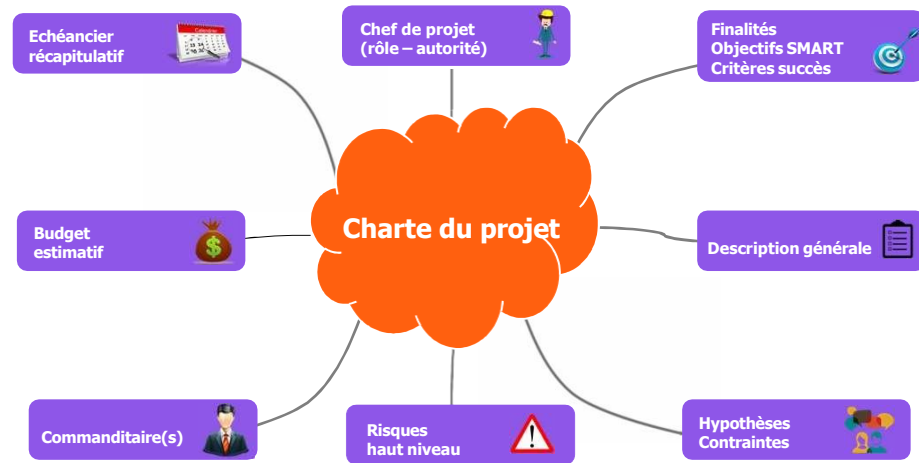 Echéancier
récapitulatif
Chef de projet
(rôle – autorité)
Finalités
Objectifs SMART
Critères succès
Budget
estimatif
Charte du projet
Description générale
Commanditaire(s)
Risques
haut niveau
Hypothèses
Contraintes